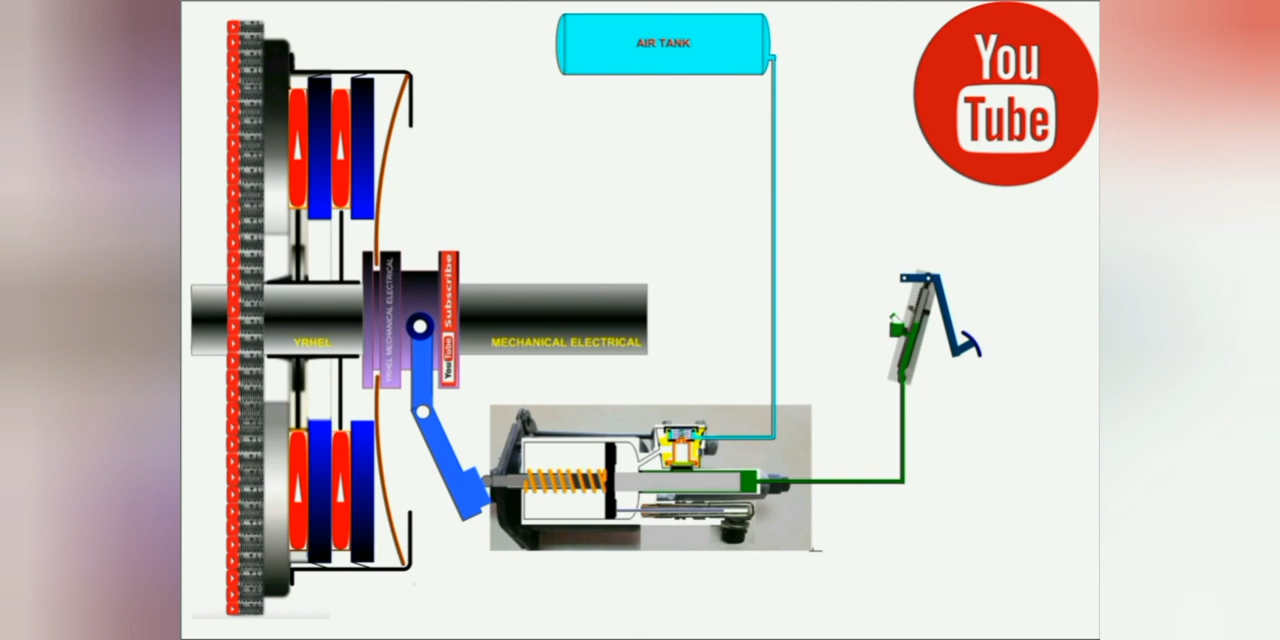 AIR TANK
You
Tube
YRHEL MECHANICAL ELECTRICAL
YouTube Subscribe
YRHEL
MECHANICAL ELECTRICAL